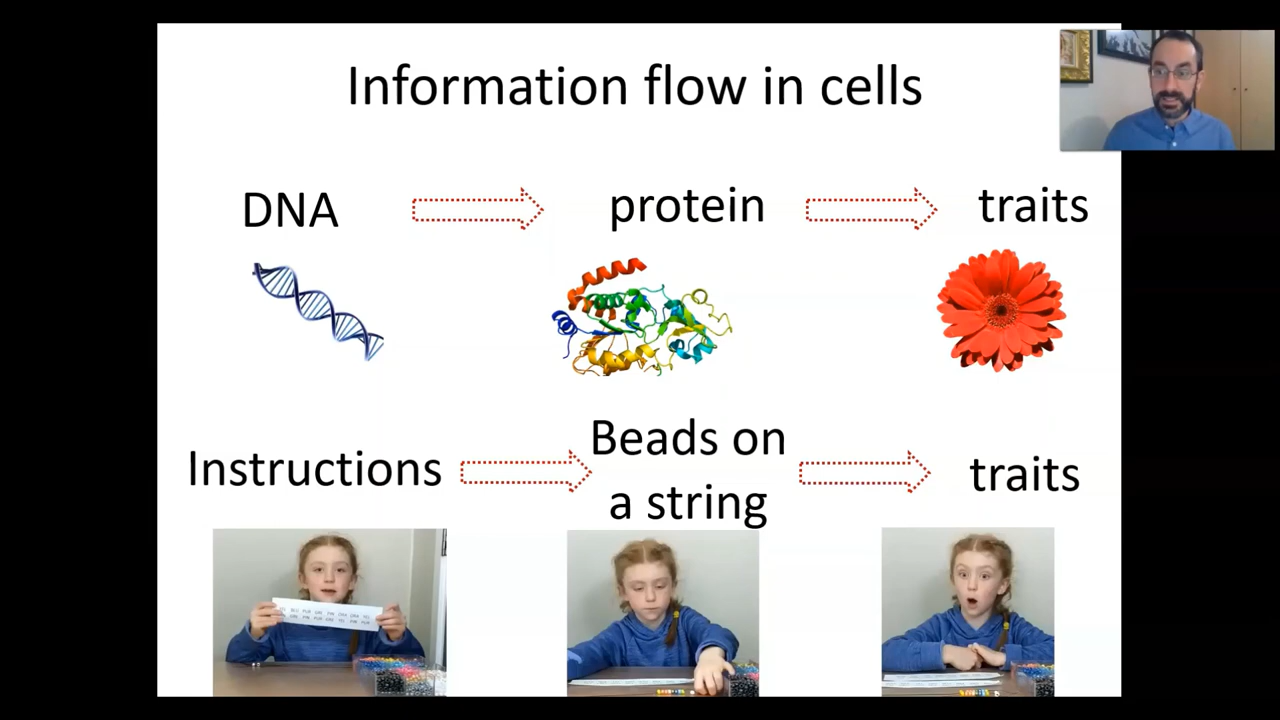 Information flow in cells
DNA
protein
traits
Instructions
Beads on
a string
traits